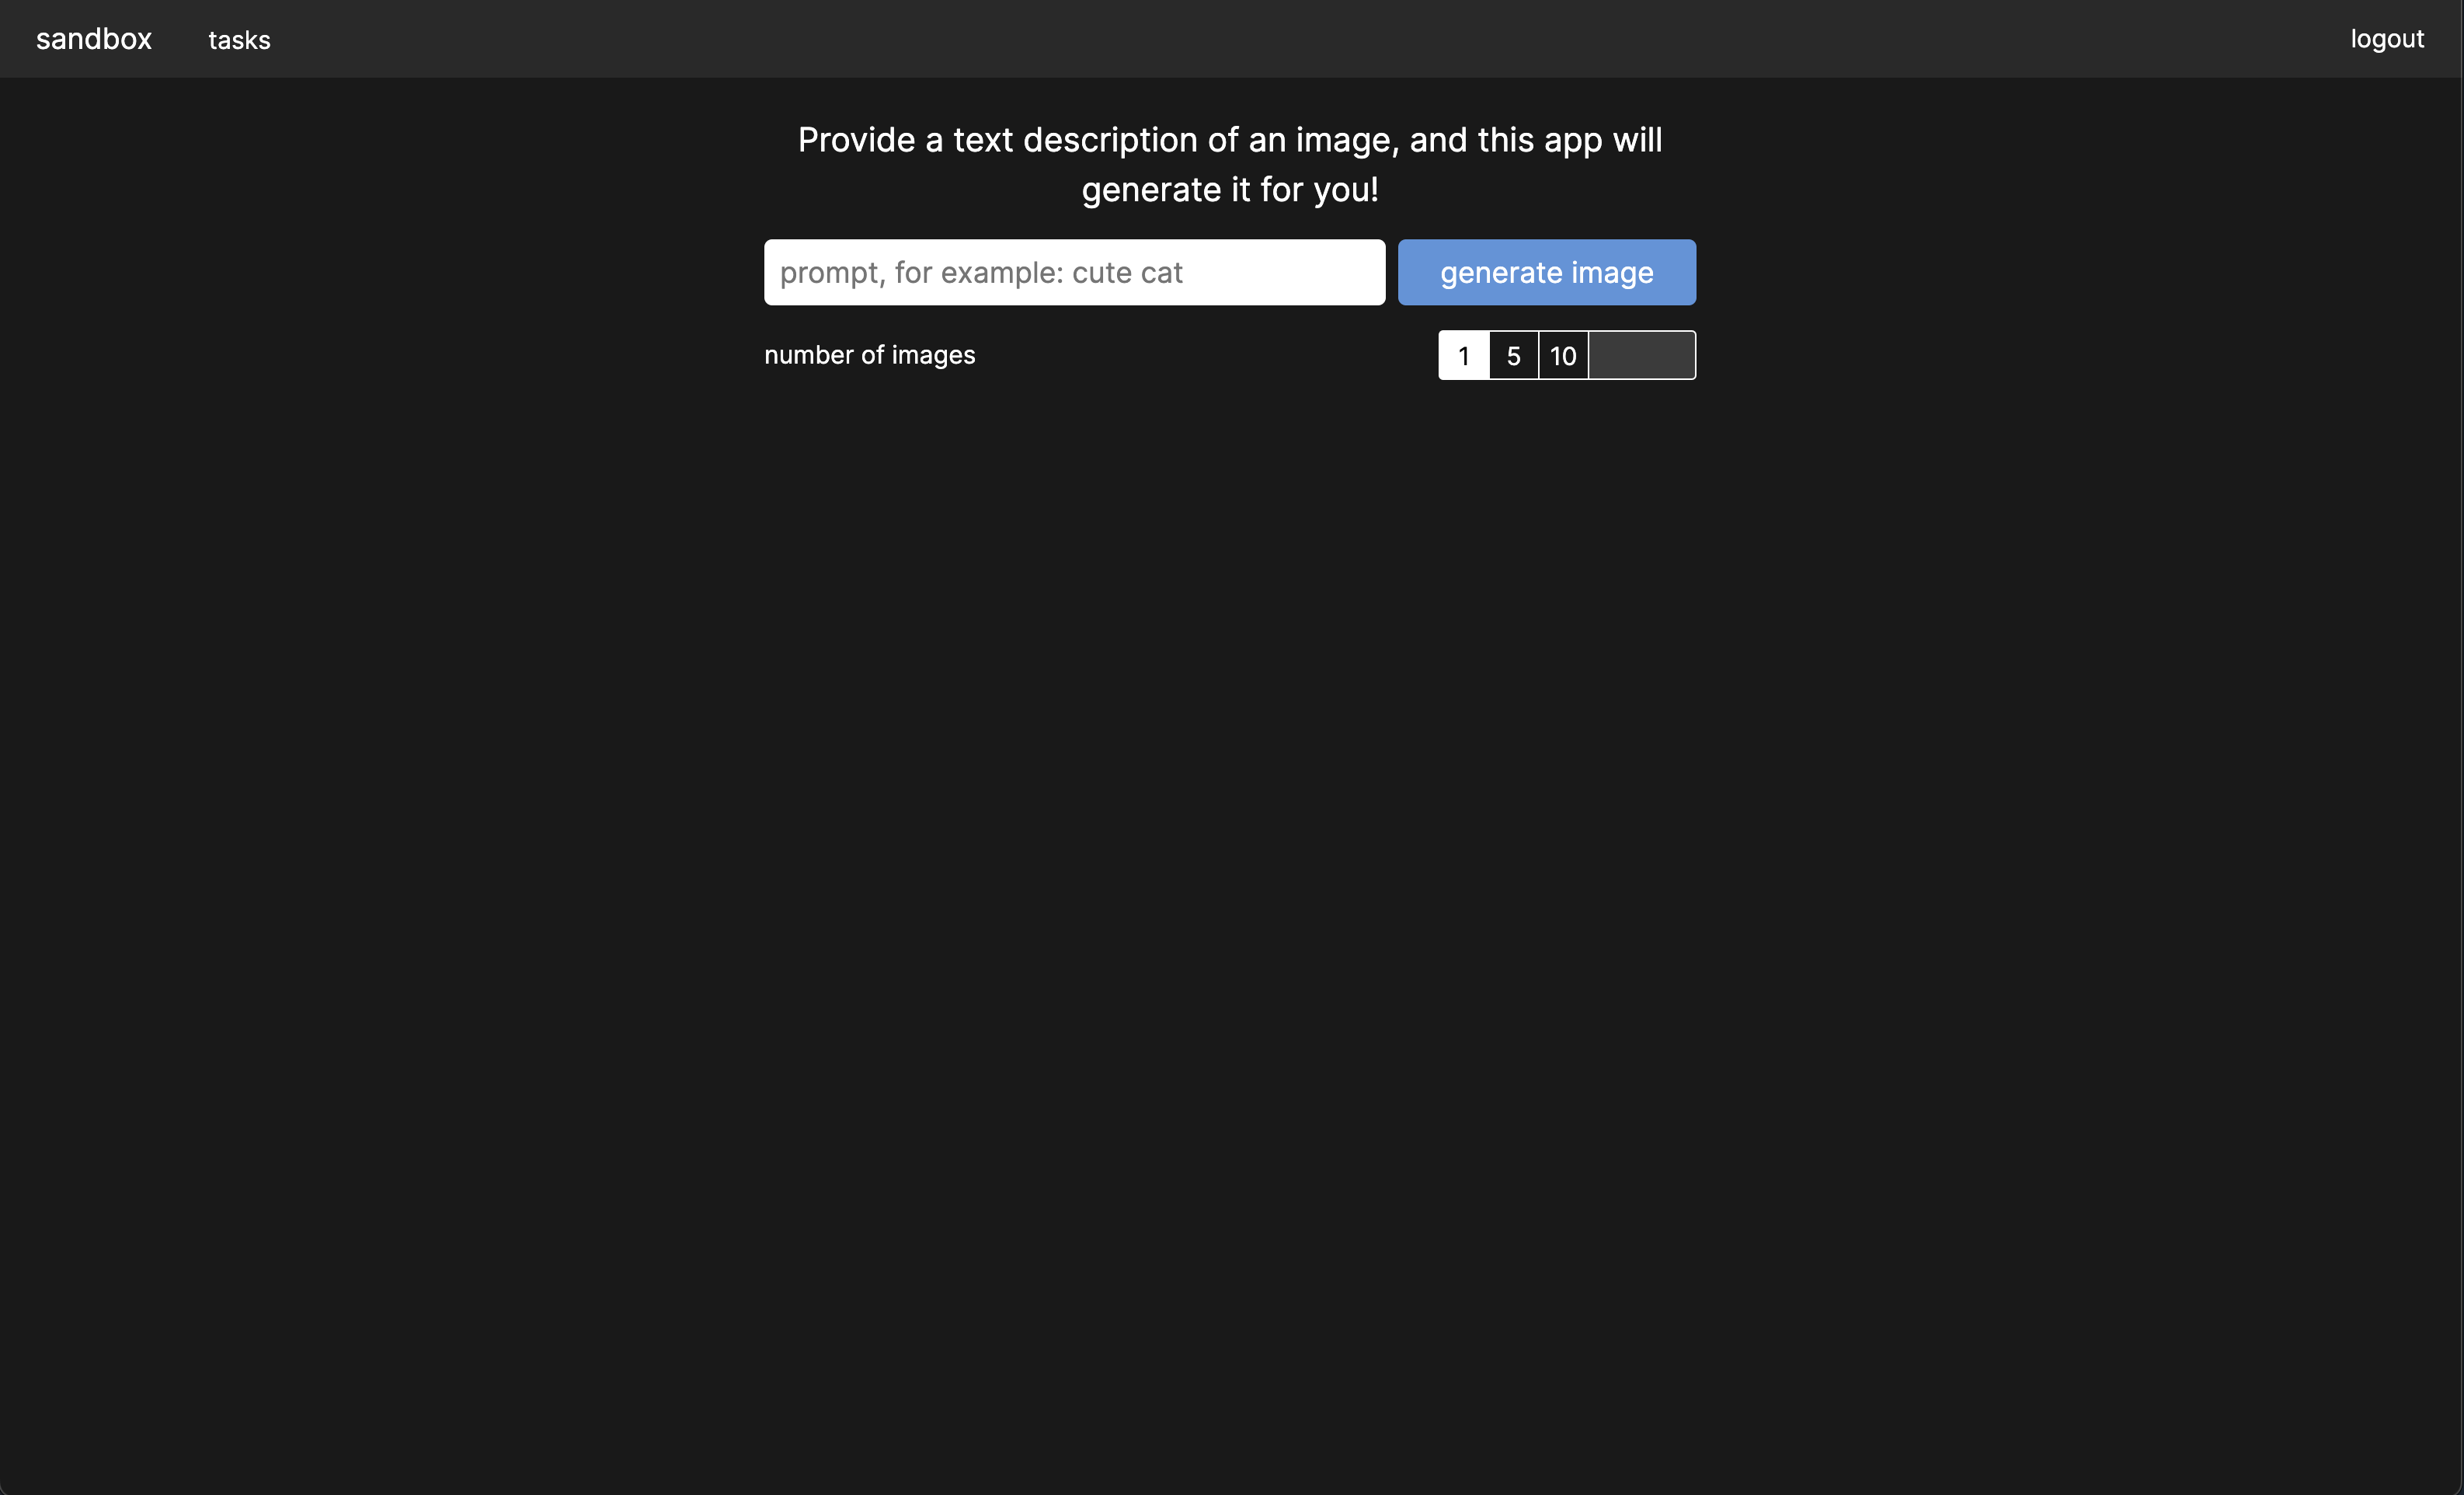 sandbox tasks logout
Provide a text description of an image, and this app will
generate it for you!
prompt, for example: cute cat generate image
number of images 1 5 10